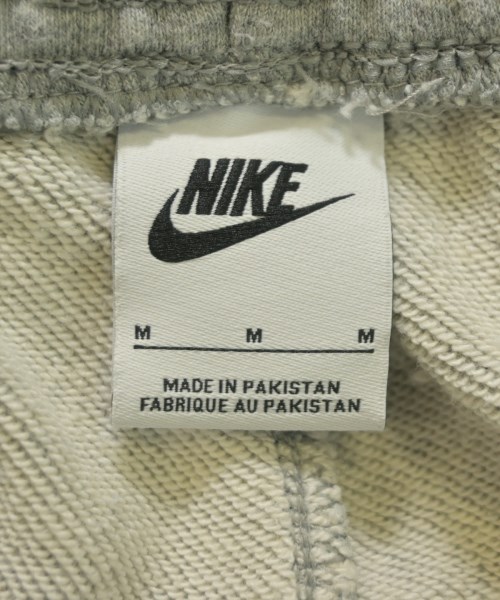 NIKE
M M M
MADE IN PAKISTAN
FABRIQUE AU PAKISTAN